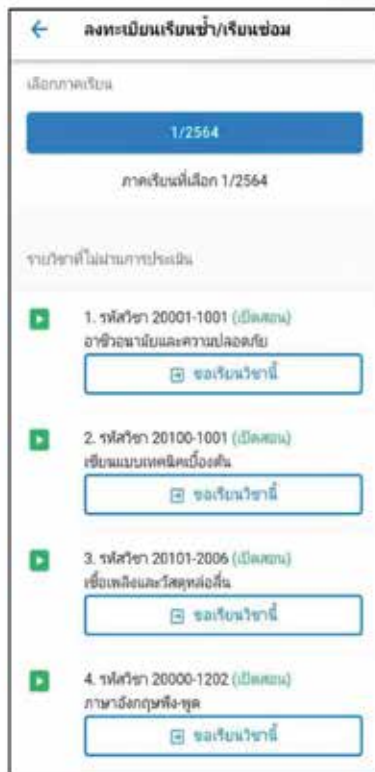 ลงทะเบียนเรียนซ้ำ/เรียนซ่อม
เลือกภาคเรียน
1/2564
ภาคเรียนที่เลือก 1/2564
รายวิชาที่ไม่ผ่านการประเมิน
1. รหัสวิชา 20001-1001 (เปิดสอน)
อาชีวอนามัยและความปลอดภัย
ขอเรียนวิชานี้
2. รหัสวิชา 20100-1001 (เปิดสอน)
เขียนแบบเทคนิคเบื้องต้น
ขอเรียนวิชานี้
3. รหัสวิชา 20101-2006 (เปิดสอน)
เชื้อเพลิงและวัสดุหล่อลื่น
ขอเรียนวิชานี้
4. รหัสวิชา 20000-1202 (เปิดสอน)
ภาษาอังกฤษฟัง-พูด
ขอเรียนวิชานี้